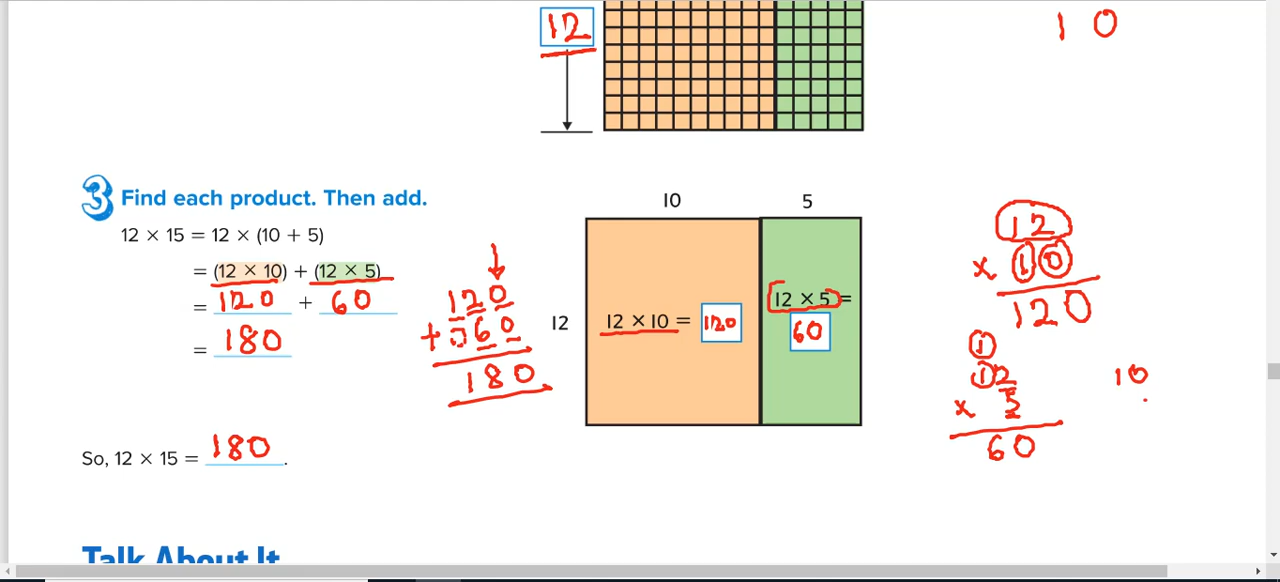 12
10
3 Find each product. Then add.
12 × 15 = 12 × (10 + 5)
= (12 × 10) + (12 × 5)
= 120 + 60
= 180
So, 12 × 15 = 180.
120
+ 060
180
10 5
12
12 × 10 = 120
12 × 5 =
60
12
× 10
120
1
12
× 5
60
10
Talk About It